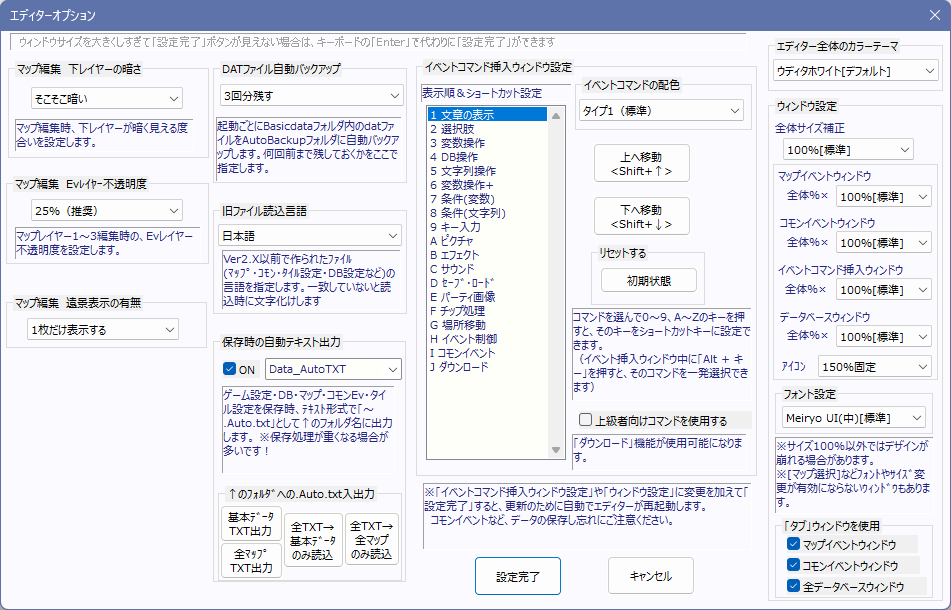 エディターオプション
ウィンドウサイズを大きくしすぎて「設定完了」ボタンが見えない場合は、キーボードの「Enter」で代わりに「設定完了」ができます
マップ編集 下レイヤーの暗さ
そこそこ暗い
マップ編集時、下レイヤーが暗く見える度
合いを設定します。
マップ編集 Evレイヤー不透明度
25% (推奨)
マップレイヤー1～3編集時の、Evレイヤー
不透明度を設定します。
マップ編集 遠景表示の有無
1枚だけ表示する
DATファイル自動バックアップ
3回分残す
起動ごとにBasicdataフォルダ内のdatファ
イルをAutoBackupフォルダに自動バックアッ
プします。何回前まで残しておくかをここで
指定します。
旧ファイル読込言語
日本語
Ver2.X以前で作られたファイル
(マップ・コモン・タイル設定・DB設定など)の
言語を指定します。一致していないと読
込時に文字化けします
保存時の自動テキスト出力
ON
Data_AutoTXT
ゲーム設定・DB・マップ・コモンEv・タイ
ル設定を保存時、テキスト形式で「～
.Auto.txt」として↑のフォルダ名に出力
します。 ※保存処理が重くなる場合が
多いです！
↑のフォルダへの.Auto.txt入出力
基本データ
TXT出力
全マップ
TXT出力
全TXT→
基本データ
のみ読込
全TXT→
全マップ
のみ読込
イベントコマンド挿入ウィンドウ設定
表示順＆ショートカット設定
1 文章の表示
2 選択肢
3 変数操作
4 DB操作
5 文字列操作
6 変数操作+
7 条件(変数)
8 条件(文字列)
9 キー入力
A ピクチャ
B エフェクト
C サウンド
D セーブ・ロード
E パーティ画像
F チップ処理
G 場所移動
H イベント制御
I コモンイベント
J ダウンロード
イベントコマンドの配色
タイプ1 (標準)
上へ移動
<Shift+↑>
下へ移動
<Shift+↓>
リセットする
初期状態
コマンドを選んで0～9、A～Zのキーを押
すと、そのキーをショートカットキーに設定で
きます。
（イベント挿入ウィンドウ中に「Alt + キ
ー」を押すと、そのコマンドを一発選択でき
ます）
上級者向けコマンドを使用する
「ダウンロード」機能が使用可能になりま
す。
※「イベントコマンド挿入ウィンドウ設定」や「ウィンドウ設定」に変更を加えて「
設定完了」すると、更新のために自動でエディターが再起動します。
コモンイベントなど、データの保存し忘れにご注意ください。
設定完了
キャンセル
エディター全体のカラーテーマ
ウディタホワイト[デフォルト]
ウィンドウ設定
全体サイズ補正
100%[標準]
マップイベントウィンドウ
全体%×
100%[標準]
コモンイベントウィンドウ
全体%×
100%[標準]
イベントコマンド挿入ウィンドウ
全体%×
100%[標準]
データベースウィンドウ
全体%×
100%[標準]
アイコン
150%固定
フォント設定
Meiryo UI(中)[標準]
※サイズ100%以外ではデザインが
崩れる場合があります。
※[マップ選択]などフォントやサイズ変
更が有効にならないウィンドウもありま
す。
「タブ」ウィンドウを使用
マップイベントウィンドウ
コモンイベントウィンドウ
全データベースウィンドウ